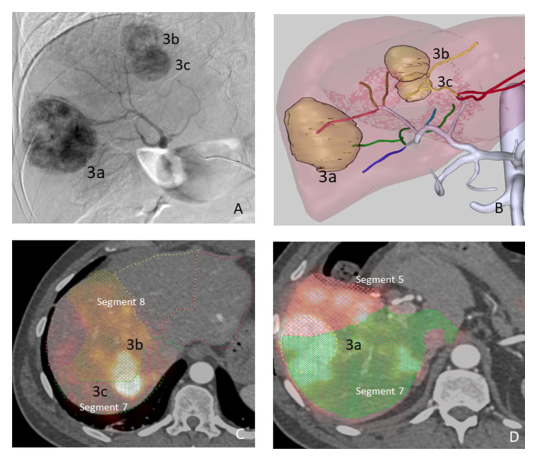 3b
3c
3a
A
3b
3c
3a
B
Segment 8
3b
3c
Segment 7
C
Segment 5
3a
Segment 7
D